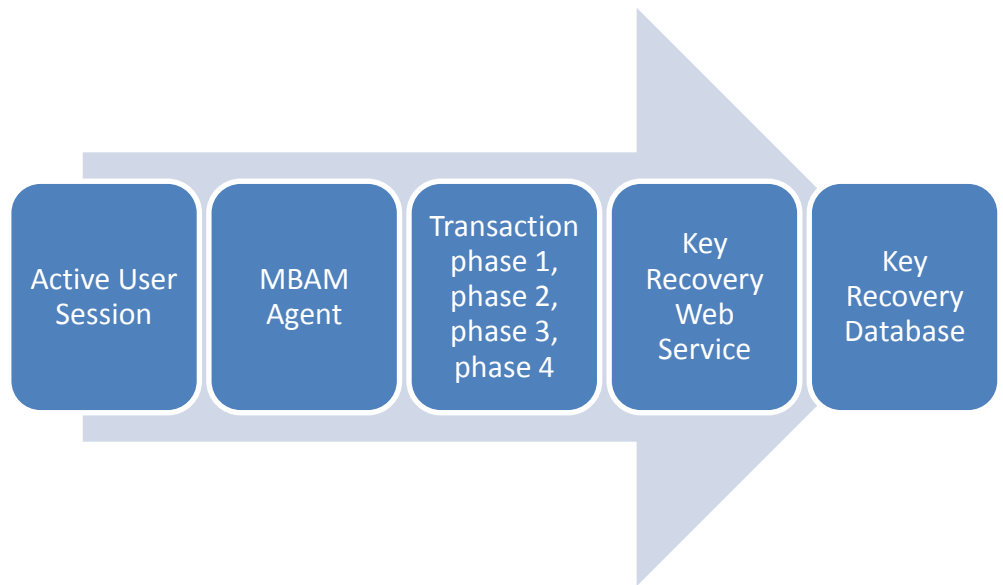 Active User
Session
MBAM
Agent
Transaction
phase 1,
phase 2,
phase 3,
phase 4
Key
Recovery
Web
Service
Key
Recovery
Database